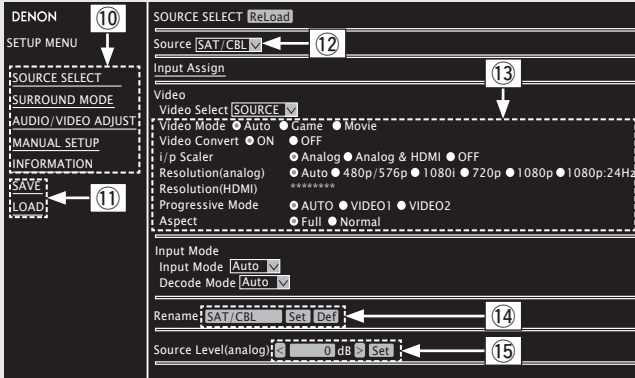 DENON
⑩
SETUP MENU
SOURCE SELECT
SURROUND MODE
AUDIO/VIDEO ADJUST
MANUAL SETUP
INFORMATION
SAVE
LOAD
⑪
SOURCE SELECT ReLoad
Source SAT/CBL
⑫
Input Assign
⑬
Video
Video Select SOURCE
Video Mode Auto Game Movie
Video Convert ON OFF
i/p Scaler Analog Analog & HDMI OFF
Resolution(analog) Auto 480p/576p 1080i 720p 1080p 1080p:24Hz
Resolution(HDMI) ********
Progressive Mode AUTO VIDEO1 VIDEO2
Aspect Full Normal
Input Mode
Input Mode Auto
Decode Mode Auto
Rename SAT/CBL Set Def
⑭
Source Level(analog) < 0 dB > Set
⑮